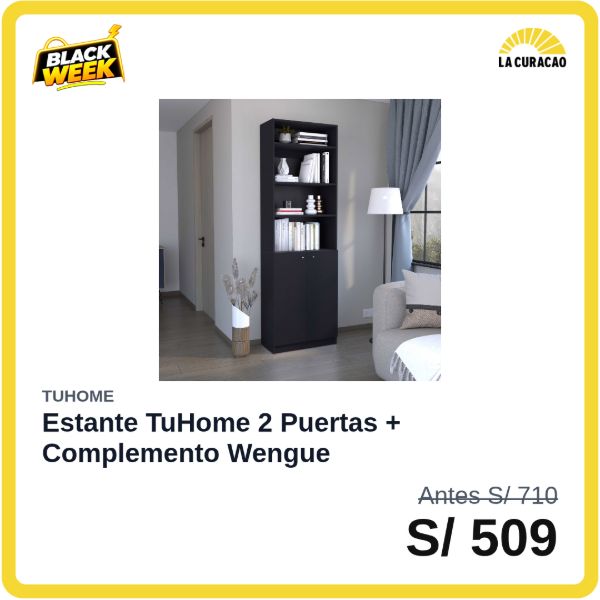 BLACK
WEEK
LA CURACAO
TUHOME
Estante TuHome 2 Puertas +
Complemento Wengue
Antes S/ 710
S/ 509